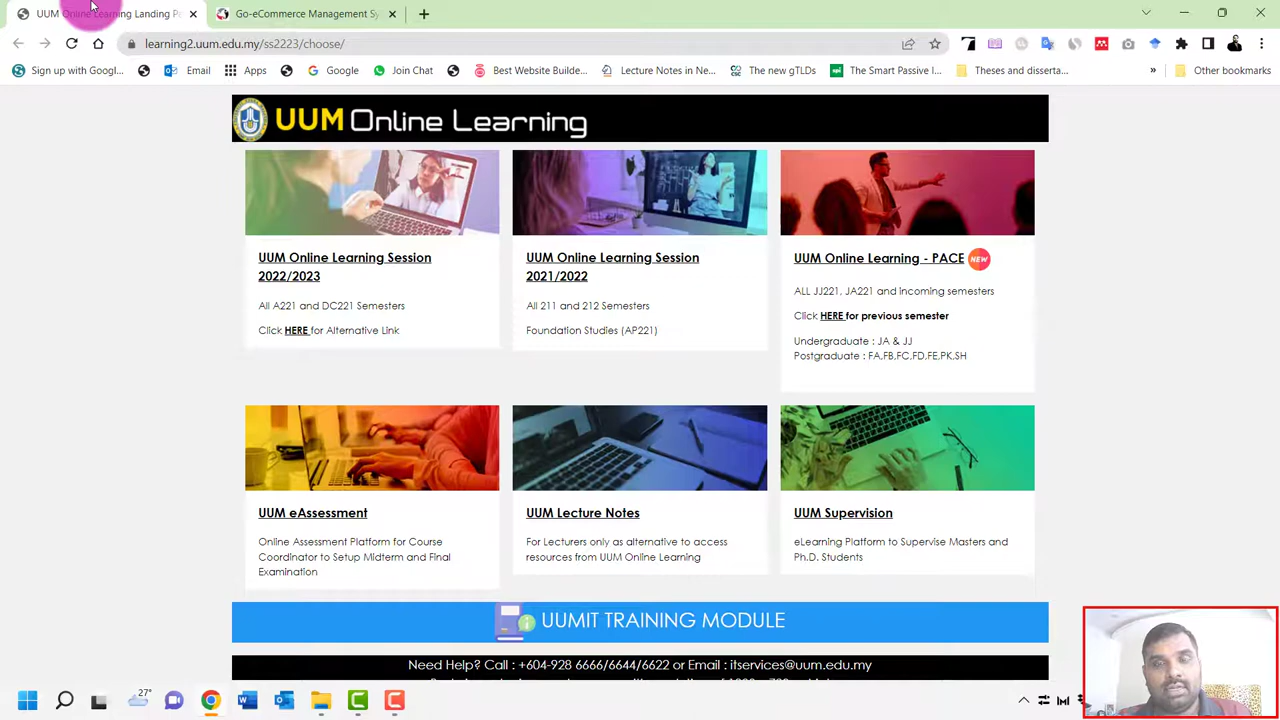 UUM Online Learning Landing Pa
Go-eCommerce Management Sy
learning2.uum.edu.my/ss2223/choose/
Sign up with Googl...
Email
Apps
Google
Join Chat
Best Website Builde...
Lecture Notes in Ne...
The new gTLDs
The Smart Passive I...
Theses and disserta...
»
Other bookmarks
UUM Online Learning
UUM Online Learning Session
2022/2023
All A221 and DC221 Semesters
Click HERE for Alternative Link
UUM Online Learning Session
2021/2022
All 211 and 212 Semesters
Foundation Studies (AP221)
UUM Online Learning - PACE NEW
ALL JJ221, JA221 and incoming semesters
Click HERE for previous semester
Undergraduate : JA & JJ
Postgraduate : FA,FB,FC,FD,FE,PK,SH
UUM eAssessment
Online Assessment Platform for Course
Coordinator to Setup Midterm and Final
Examination
UUM Lecture Notes
For Lecturers only as alternative to access
resources from UUM Online Learning
UUM Supervision
eLearning Platform to Supervise Masters and
Ph.D. Students
UUMIT TRAINING MODULE
Need Help? Call : +604-928 6666/6644/6622 or Email : itservices@uum.edu.my
27°